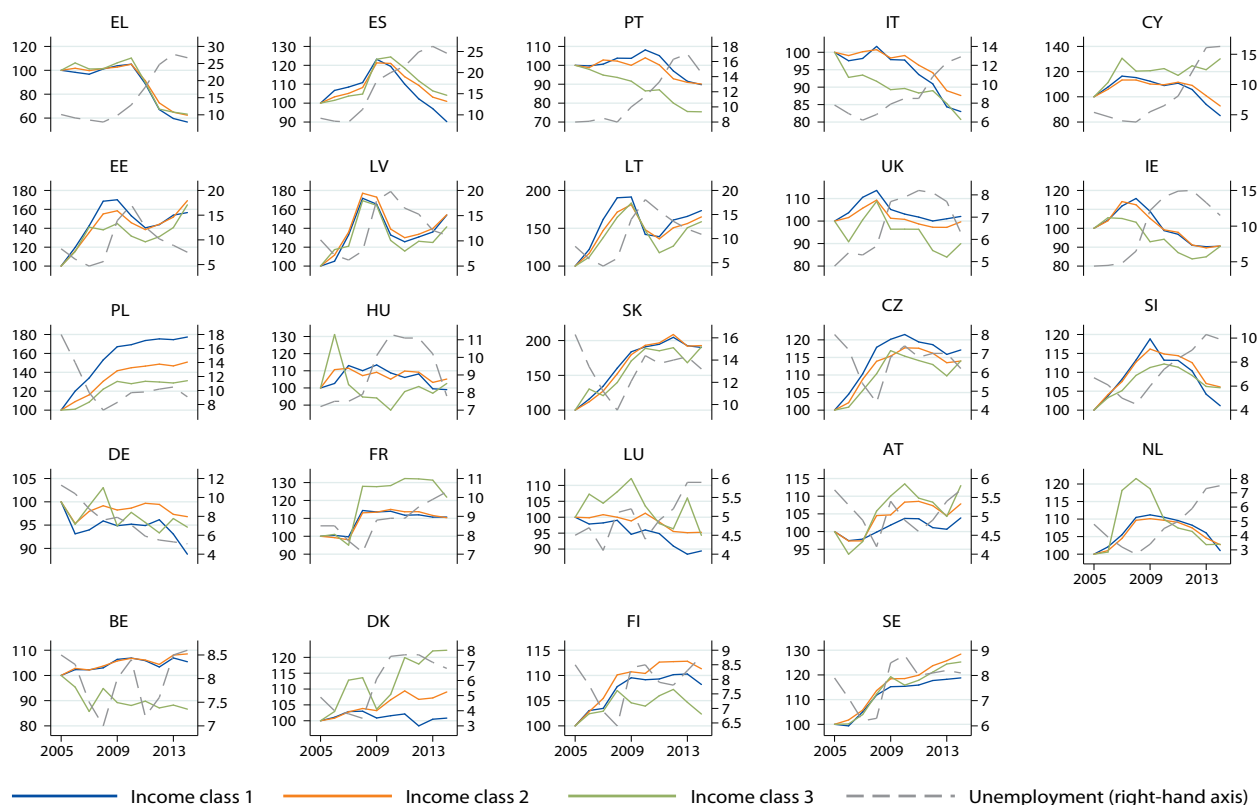 EL ES PT IT CY
120 100 80 60 30 25 20 15 10 5
130 120 110 100 90 25 20 15 10
110 100 90 80 70 18 16 14 12 10 8
100 95 90 85 80 14 12 10 8 6
140 120 100 80 15 10 5
EE LV LT UK IE
180 160 140 120 100 20 15 10 5
180 160 140 120 100 20 15 10 5
200 150 100 20 15 10 5
110 100 90 80 8 7 6 5
120 110 100 90 80 15 10 5
PL HU SK CZ SI
180 160 140 120 100 18 16 14 12 10 8
130 120 110 100 90 11 10 9 8 7
200 150 100 16 14 12 10
120 115 110 105 100 8 7 6 5 4
120 115 110 105 100 10 8 6 4
DE FR LU AT NL
105 100 95 90 12 10 8 6 4
130 120 110 100 90 11 10 9 8 7
110 105 100 95 90 6 5.5 5 4.5 4
115 110 105 100 95 6 5.5 5 4.5 4
120 115 110 105 100 8 7 6 5 4 3
2005 2009 2013
BE DK FI SE
110 100 90 80 8.5 8 7.5 7
120 115 110 105 100 8 7 6 5 4 3
115 110 105 100 9 8.5 8 7.5 7 6.5
130 120 110 100 9 8 7 6
2005 2009 2013 2005 2009 2013 2005 2009 2013 2005 2009 2013
Income class 1 Income class 2 Income class 3 Unemployment (right-hand axis)